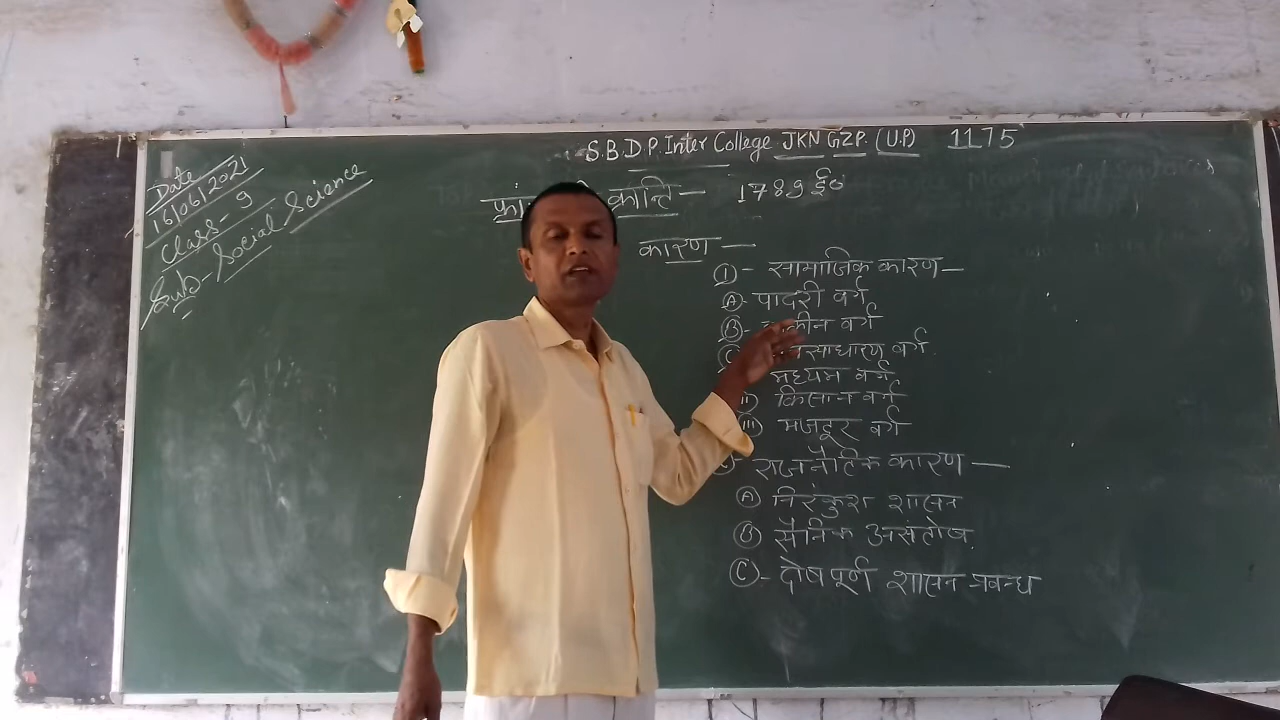 S.B.D.P. Inter College JKN GZP. (U.P) 1175
Date
16/06/2021
Class - 9
Sub - Social Science
क्रान्ति — 1789 ई०
कारण —
① - सामाजिक कारण —
Ⓐ - पादरी वर्ग
Ⓑ - वर्ग
वर्ग
मध्यम वर्ग
ii किसान वर्ग
iii मजदूर वर्ग
राजनैतिक कारण —
Ⓐ निरंकुश शासन
Ⓑ सैनिक असंतोष
Ⓒ - दोषपूर्ण शासन प्रबन्ध